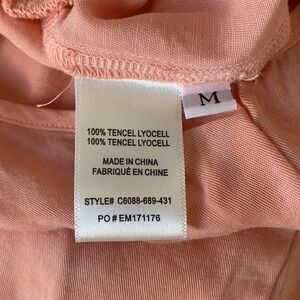 M
100% TENCEL LYOCELL
100% TENCEL LYOCELL
MADE IN CHINA
FABRIQUÉ EN CHINE
STYLE# C6088-689-431
PO # EM171176